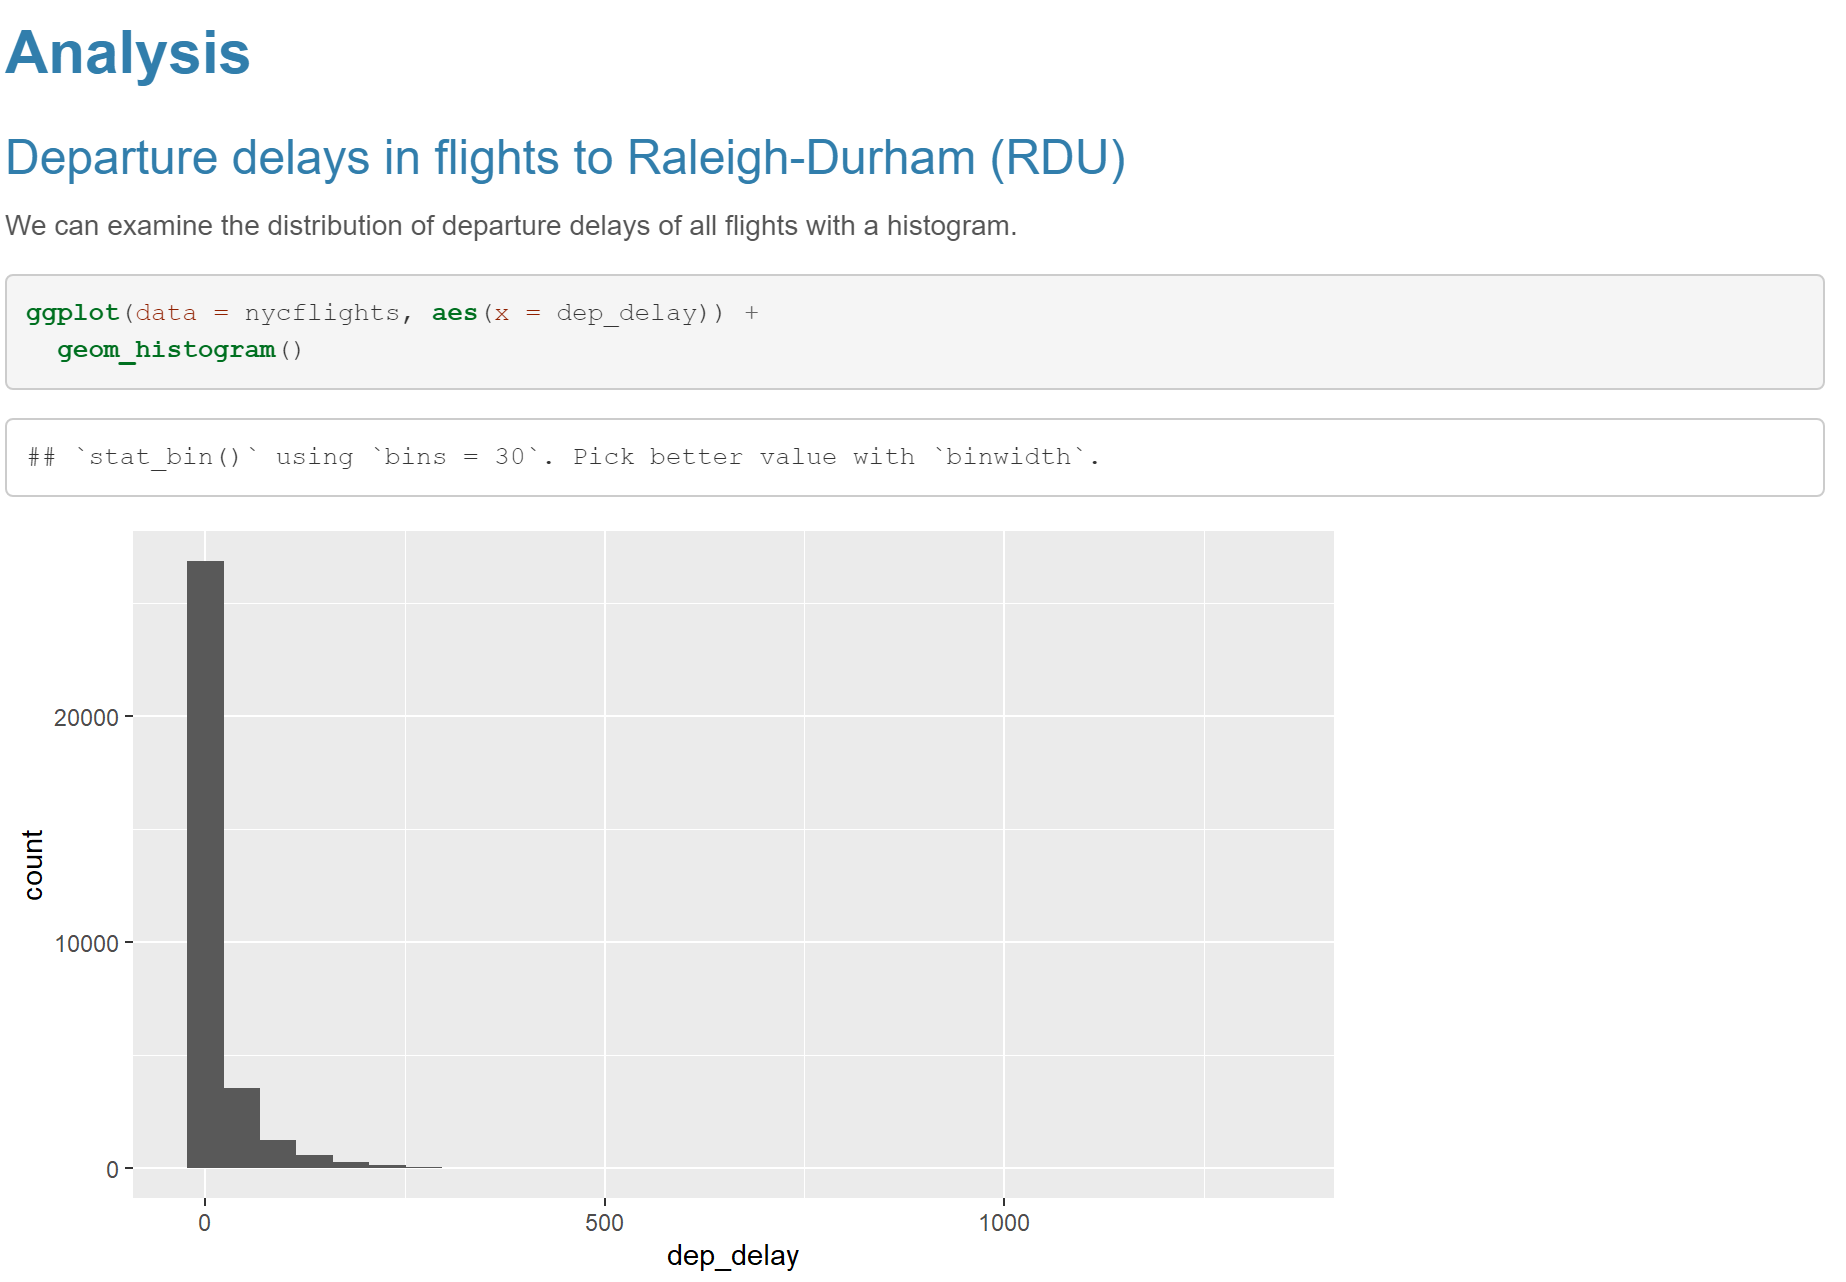 Analysis
Departure delays in flights to Raleigh-Durham (RDU)
We can examine the distribution of departure delays of all flights with a histogram.
ggplot(data = nycflights, aes(x = dep_delay)) +
  geom_histogram()
## `stat_bin()` using `bins = 30`. Pick better value with `binwidth`.
20000
10000
0
count
0 500 1000
dep_delay